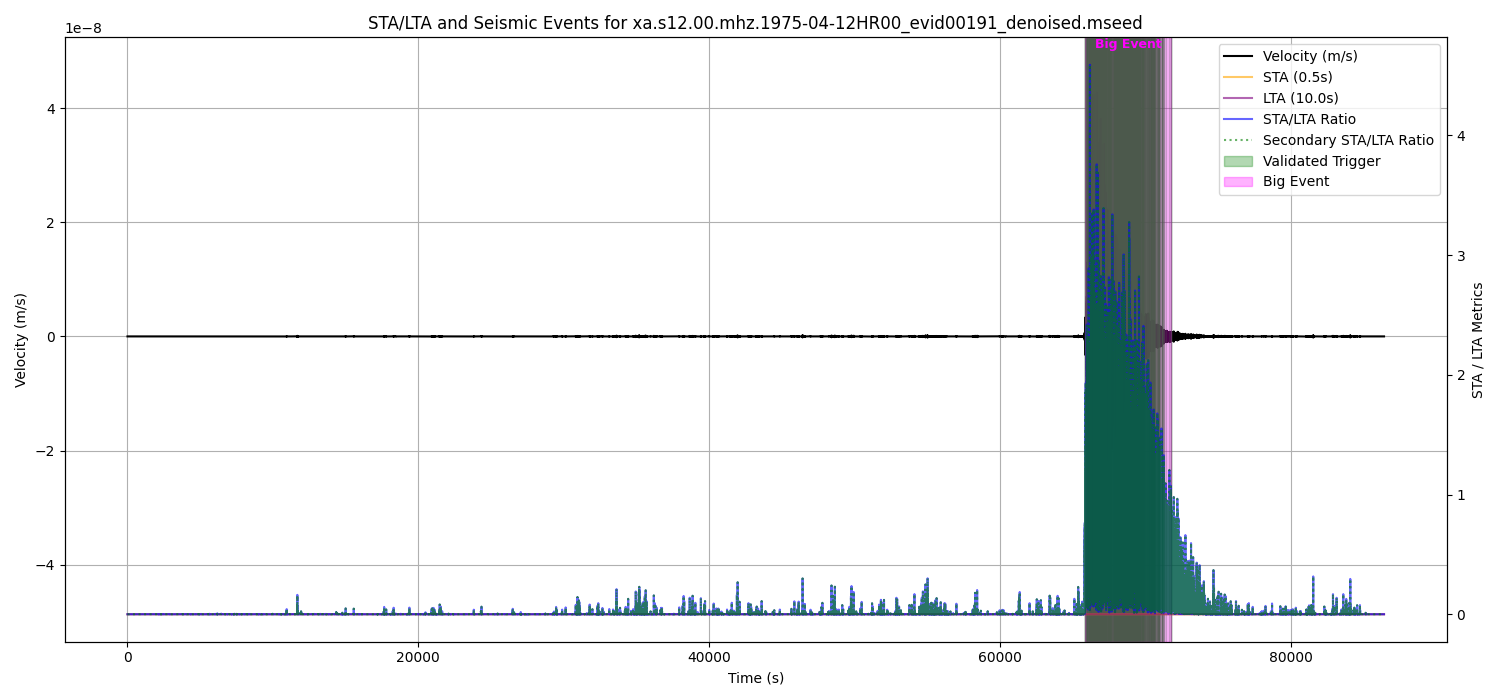 STA/LTA and Seismic Events for xa.s12.00.mhz.1975-04-12HR00_evid00191_denoised.mseed
1e−8
Big Event
Velocity (m/s)
STA (0.5s)
LTA (10.0s)
STA/LTA Ratio
Secondary STA/LTA Ratio
Validated Trigger
Big Event
4
2
0
−2
−4
Velocity (m/s)
4
3
2
1
0
STA / LTA Metrics
0
20000
40000
60000
80000
Time (s)